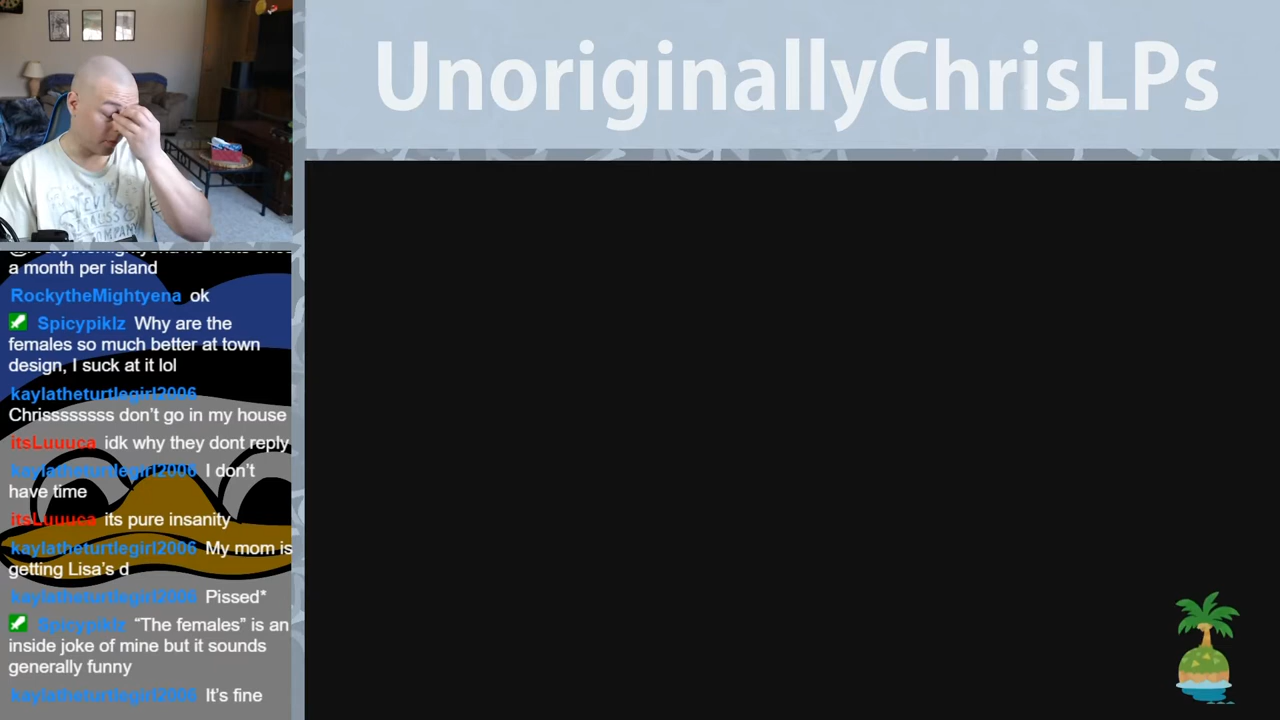 UnoriginallyChrisLPs
LEVI
STRAUSS &
COMPANY
a month per island
RockytheMightyena ok
Spicypiklz Why are the
females so much better at town
design, I suck at it lol
kaylatheturtlegirl2006
Chrisssssssss don't go in my house
itsLuuuca idk why they dont reply
kaylatheturtlegirl2006 I don't
have time
itsLuuuca its pure insanity
kaylatheturtlegirl2006 My mom is
getting Lisa's d
kaylatheturtlegirl2006 Pissed*
Spicypiklz “The females” is an
inside joke of mine but it sounds
generally funny
kaylatheturtlegirl2006 It's fine